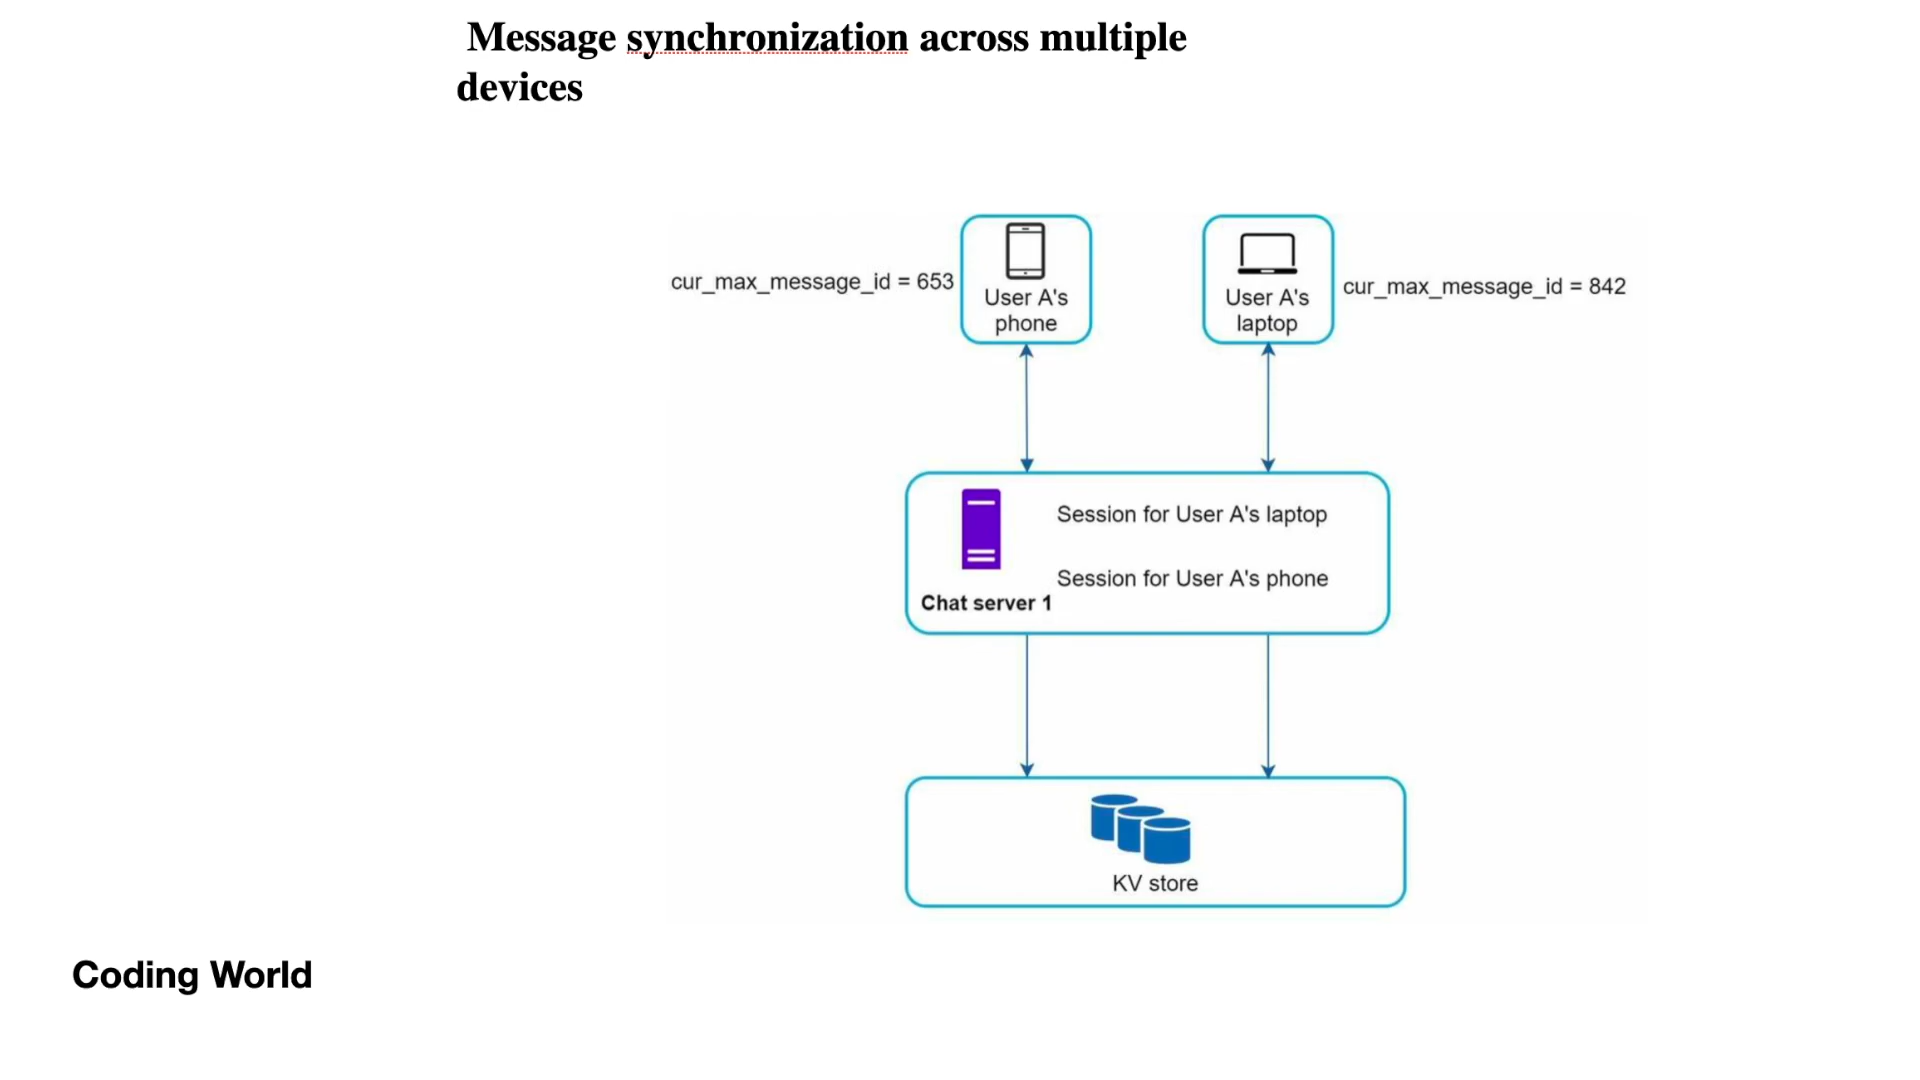 Message synchronization across multiple
devices
cur_max_message_id = 653
User A's
phone
User A's
laptop
cur_max_message_id = 842
Session for User A's laptop
Session for User A's phone
Chat server 1
KV store
Coding World